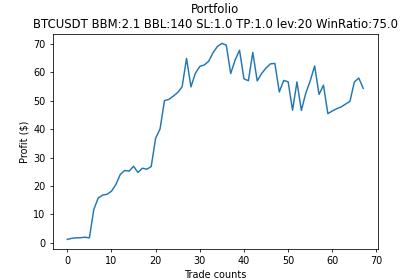 Portfolio
BTCUSDT BBM:2.1 BBL:140 SL:1.0 TP:1.0 lev:20 WinRatio:75.0
Profit ($)
70
60
50
40
30
20
10
0
0 10 20 30 40 50 60 70
Trade counts